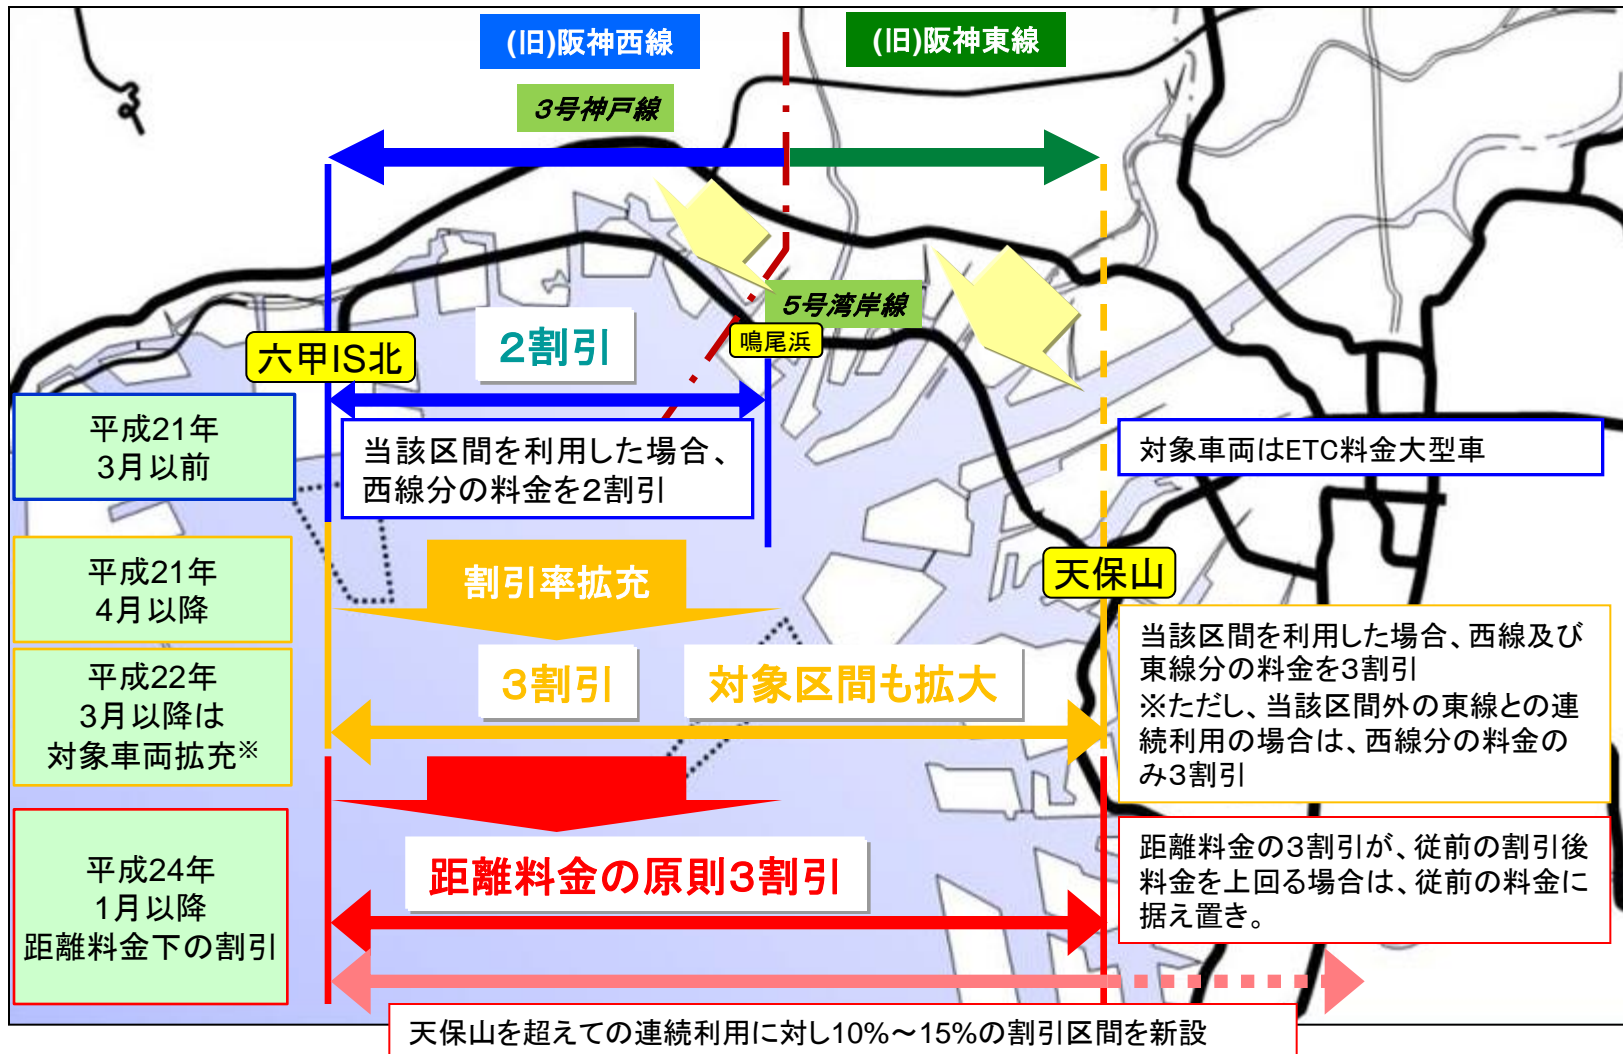 (旧)阪神西線
(旧)阪神東線
3号神戸線
5号湾岸線
六甲IS北
2割引
鳴尾浜
平成21年
3月以前
当該区間を利用した場合、
西線分の料金を2割引
対象車両はETC料金大型車
平成21年
4月以降
割引率拡充
天保山
平成22年
3月以降は
対象車両拡充※
3割引
対象区間も拡大
当該区間を利用した場合、西線及び
東線分の料金を3割引
※ただし、当該区間外の東線との連
続利用の場合は、西線分の料金の
み3割引
平成24年
1月以降
距離料金下の割引
距離料金の原則3割引
距離料金の3割引が、従前の割引後
料金を上回る場合は、従前の料金に
据え置き。
天保山を超えての連続利用に対し10%～15%の割引区間を新設